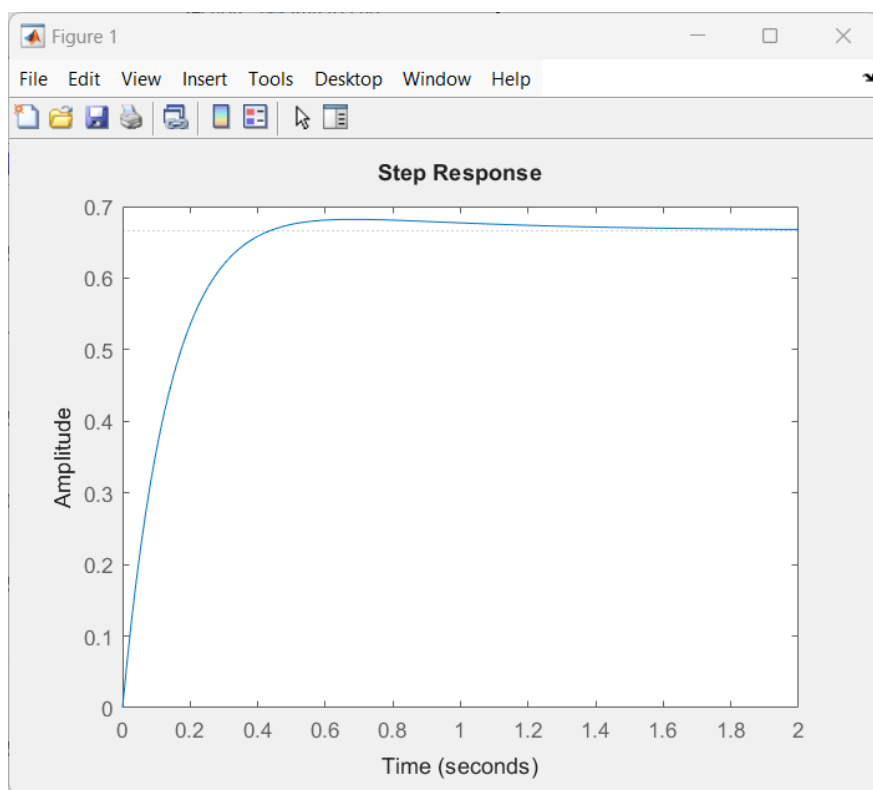 Figure 1
File Edit View Insert Tools Desktop Window Help
Step Response
0.7
0.6
0.5
0.4
0.3
0.2
0.1
0
Amplitude
0 0.2 0.4 0.6 0.8 1 1.2 1.4 1.6 1.8 2
Time (seconds)